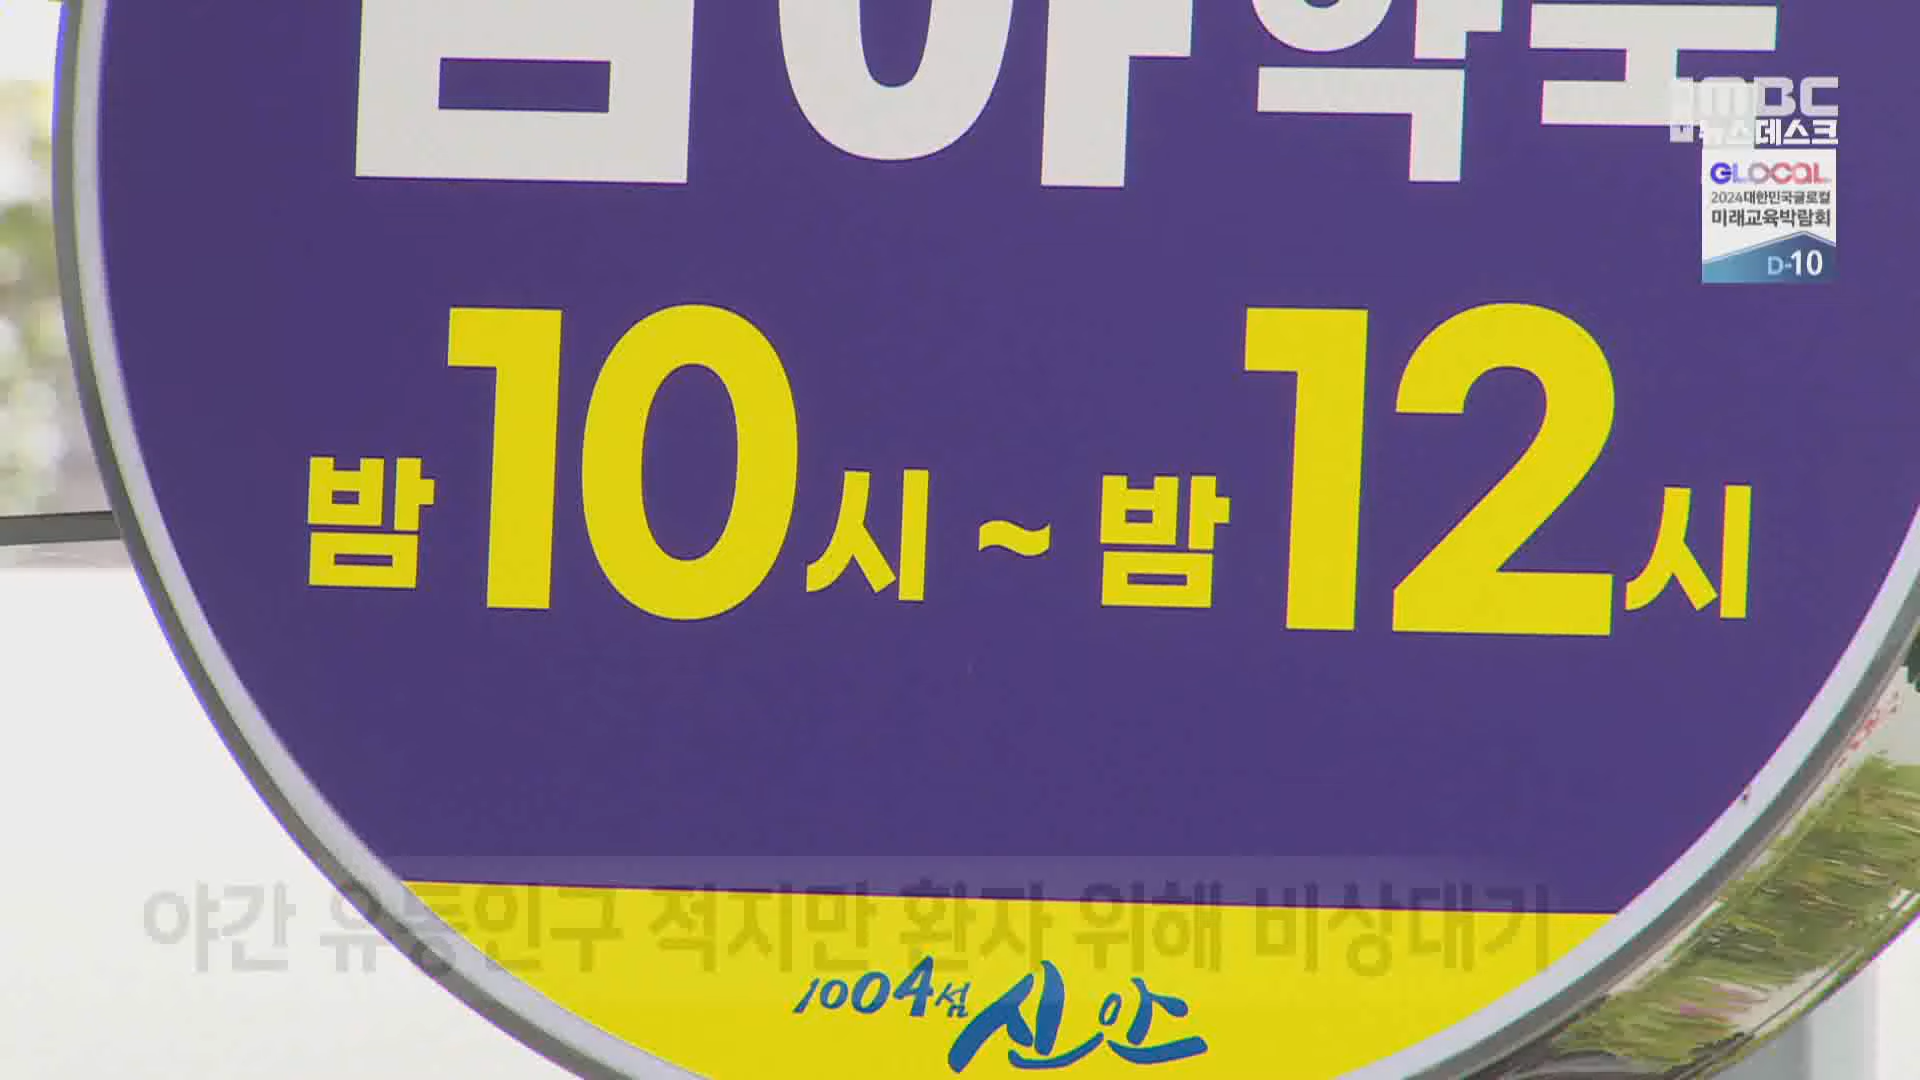 MBC
뉴스데스크
GLOCAL
2024대한민국글로컬
미래교육박람회
D-10
밤10시~밤12시
야간 유동인구 적지만 환자 위해 비상대기
1004섬 신안